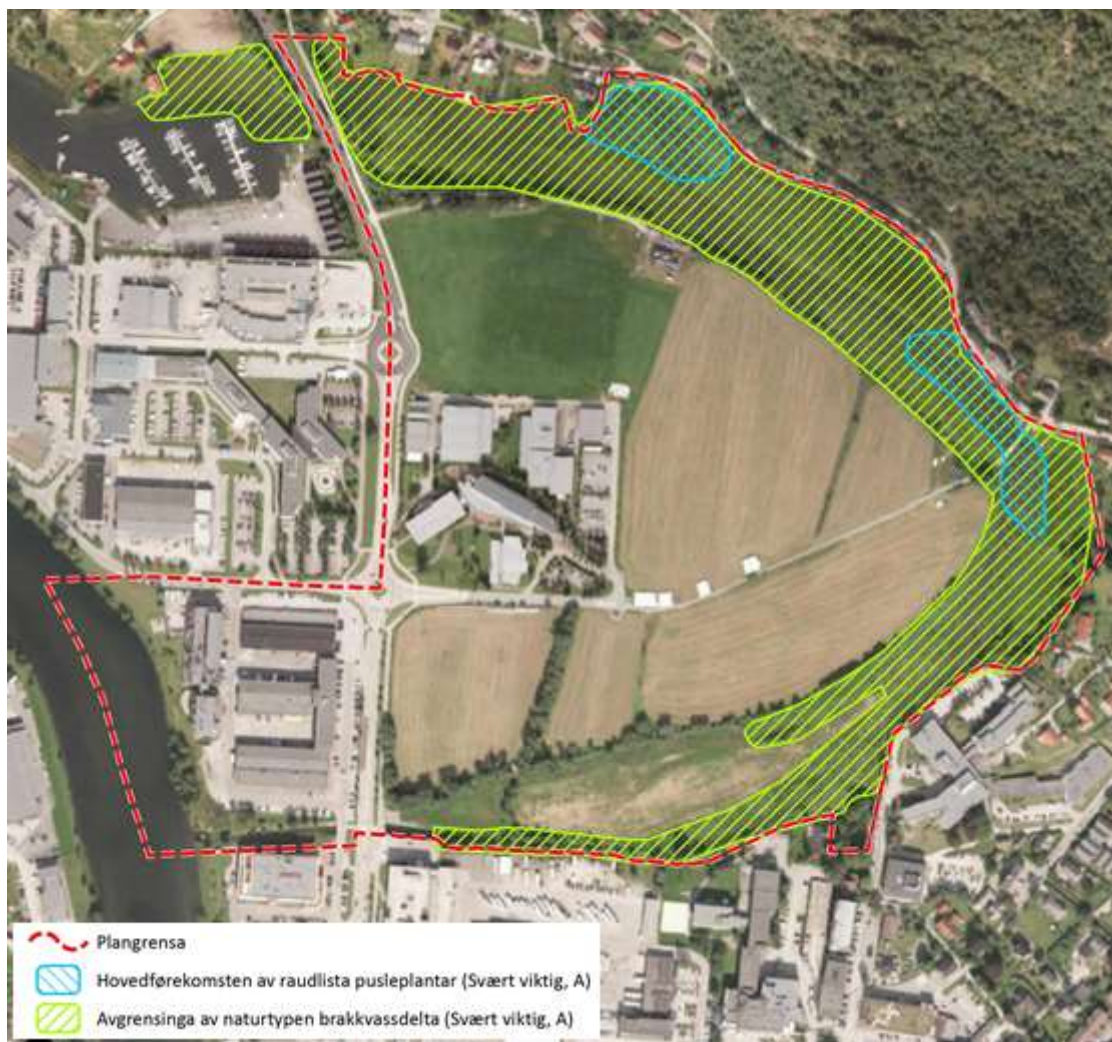 Plangrensa
Hovedførekomsten av raudlista pusleplantar (Svært viktig, A)
Avgrensinga av naturtypen brakkvassdelta (Svært viktig, A)